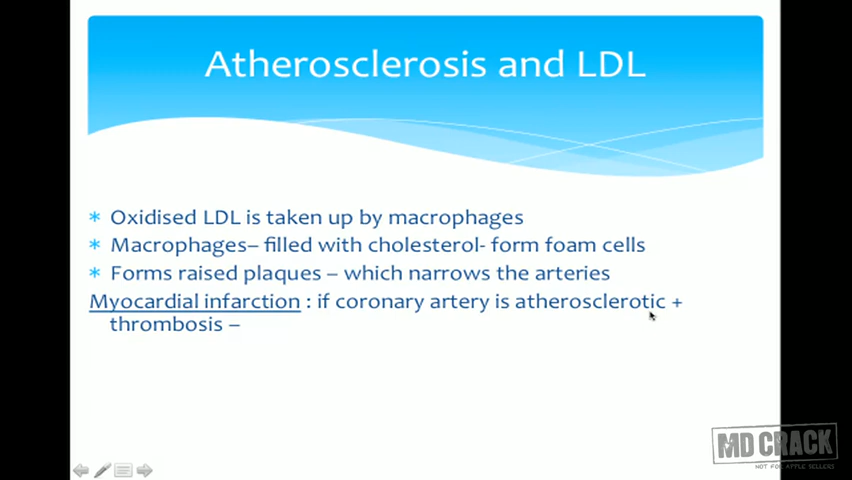 Atherosclerosis and LDL
* Oxidised LDL is taken up by macrophages
* Macrophages– filled with cholesterol- form foam cells
* Forms raised plaques – which narrows the arteries
Myocardial infarction : if coronary artery is atherosclerotic +
thrombosis –
MD CRACK
NOT FOR APPLE SELLERS